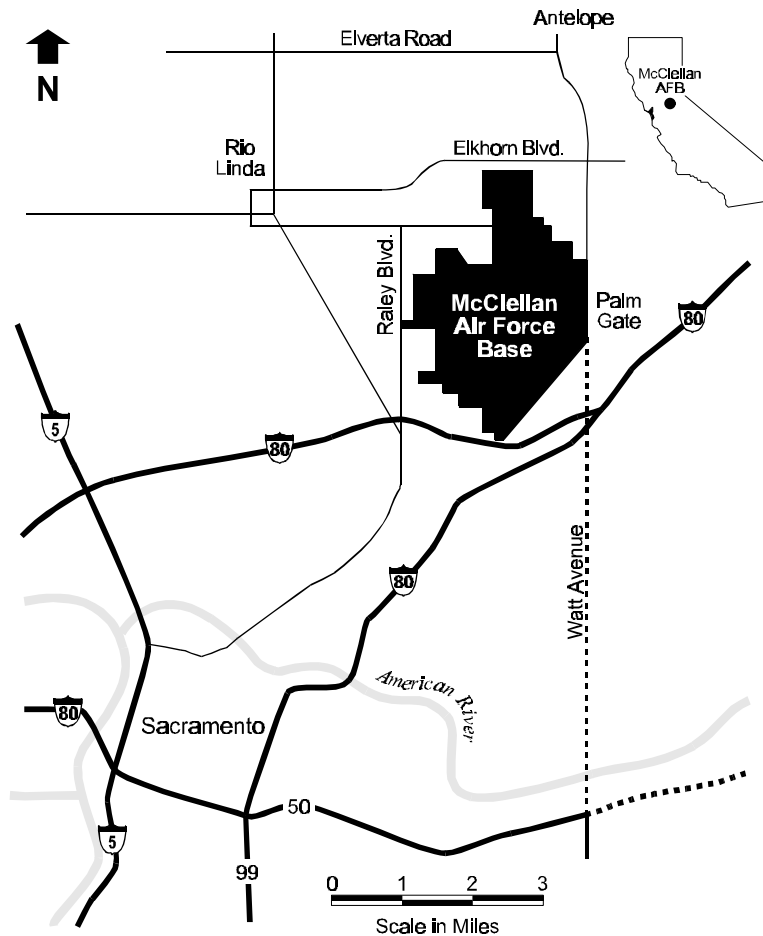 Antelope
Elverta Road
N
McClellan
AFB
Rio
Linda
Elkhorn Blvd.
Raley Blvd.
McClellan
AIr Force
Base
Palm
Gate
80
5
80
80
Watt Avenue
American River
80
Sacramento
50
5
99
0 1 2 3
Scale in Miles